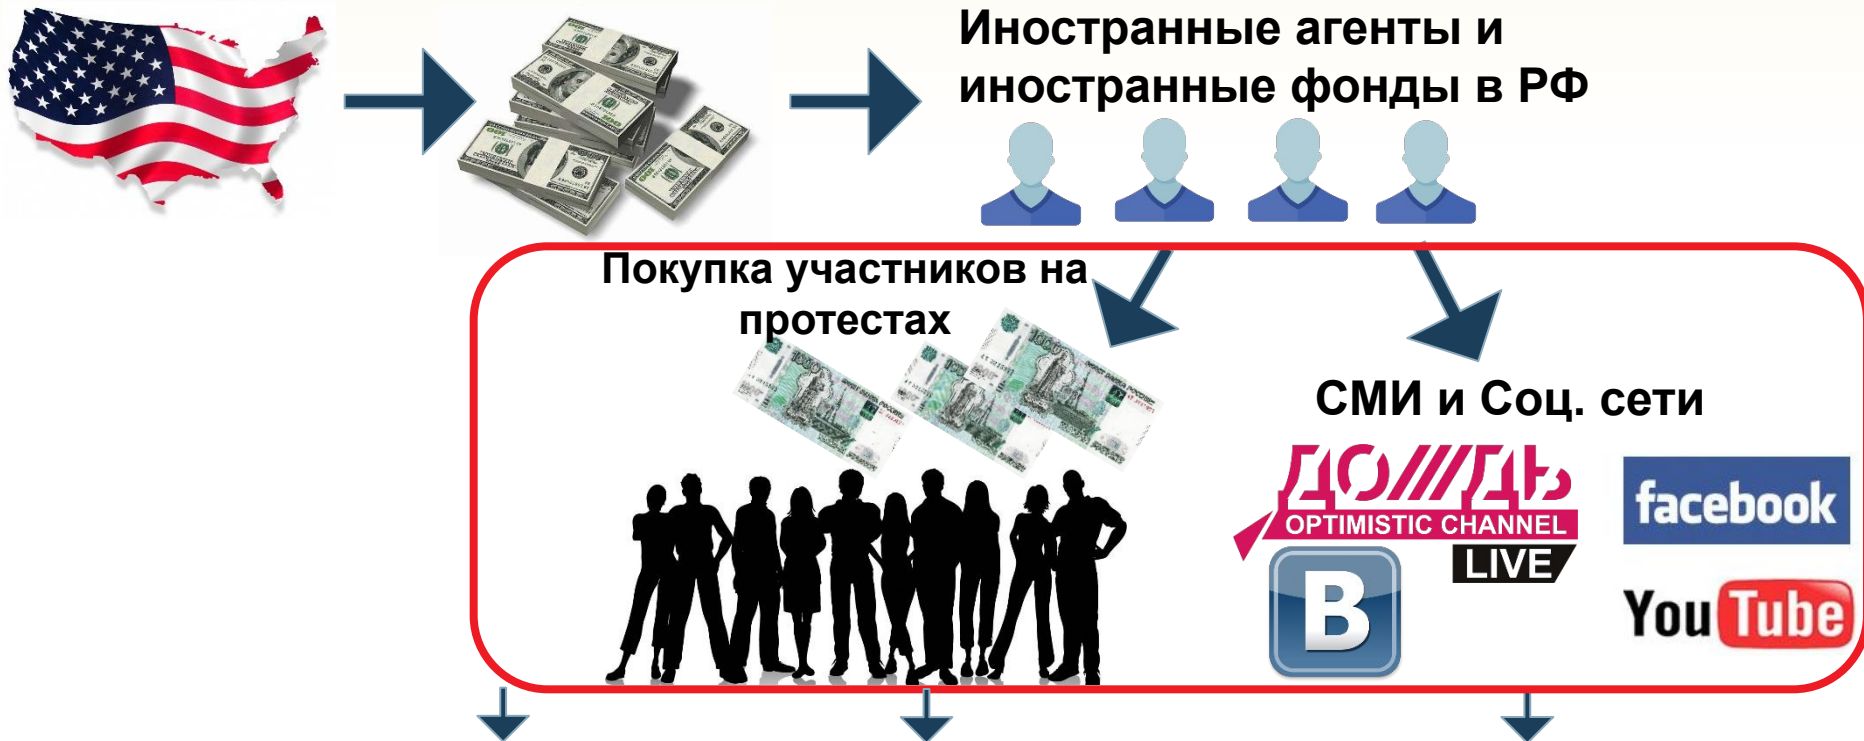 Иностранные агенты и
иностранные фонды в РФ
Покупка участников на
протестах
СМИ и Соц. сети
ДОЖДЬ
OPTIMISTIC CHANNEL
LIVE
facebook
В
YouTube